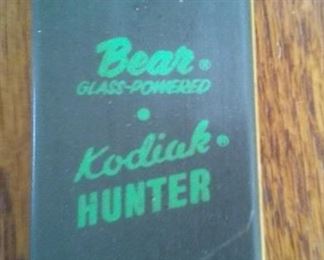 Bear®
GLASS-POWERED
•
Kodiak®
HUNTER